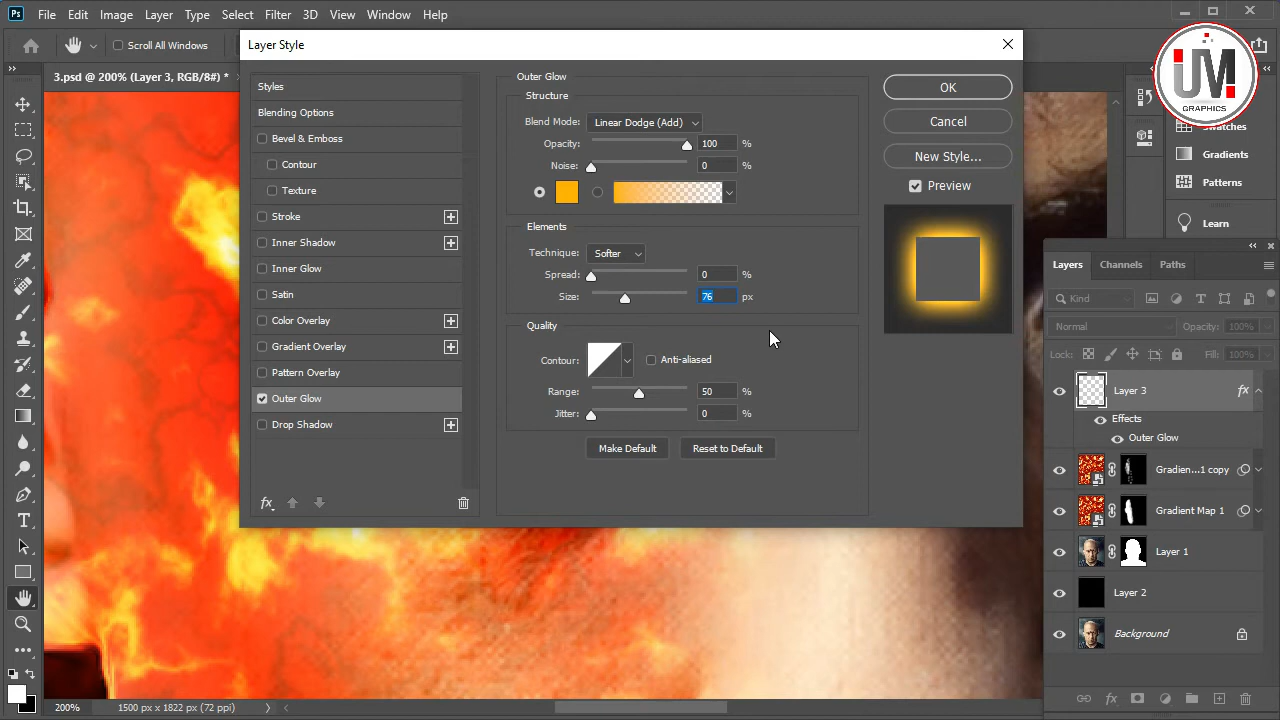 Ps File Edit Image Layer Type Select Filter 3D View Window Help
Scroll All Windows
Layer Style
3.psd @ 200% (Layer 3, RGB/8#) *
UM
GRAPHICS
Styles
Blending Options
Bevel & Emboss
Contour
Texture
Stroke
Inner Shadow
Inner Glow
Satin
Color Overlay
Gradient Overlay
Pattern Overlay
Outer Glow
Drop Shadow
fx
Outer Glow
Structure
Blend Mode: Linear Dodge (Add)
Opacity: 100 %
Noise: 0 %
Elements
Technique: Softer
Spread: 0 %
Size: 76 px
Quality
Contour: Anti-aliased
Range: 50 %
Jitter: 0 %
Make Default Reset to Default
OK
Cancel
New Style...
Preview
Swatches
Gradients
Patterns
Learn
Layers Channels Paths
Kind
Normal Opacity: 100%
Lock: Fill: 100%
Layer 3 fx
Effects
Outer Glow
Gradien...1 copy
Gradient Map 1
Layer 1
Layer 2
Background
fx
200% 1500 px x 1822 px (72 ppi)